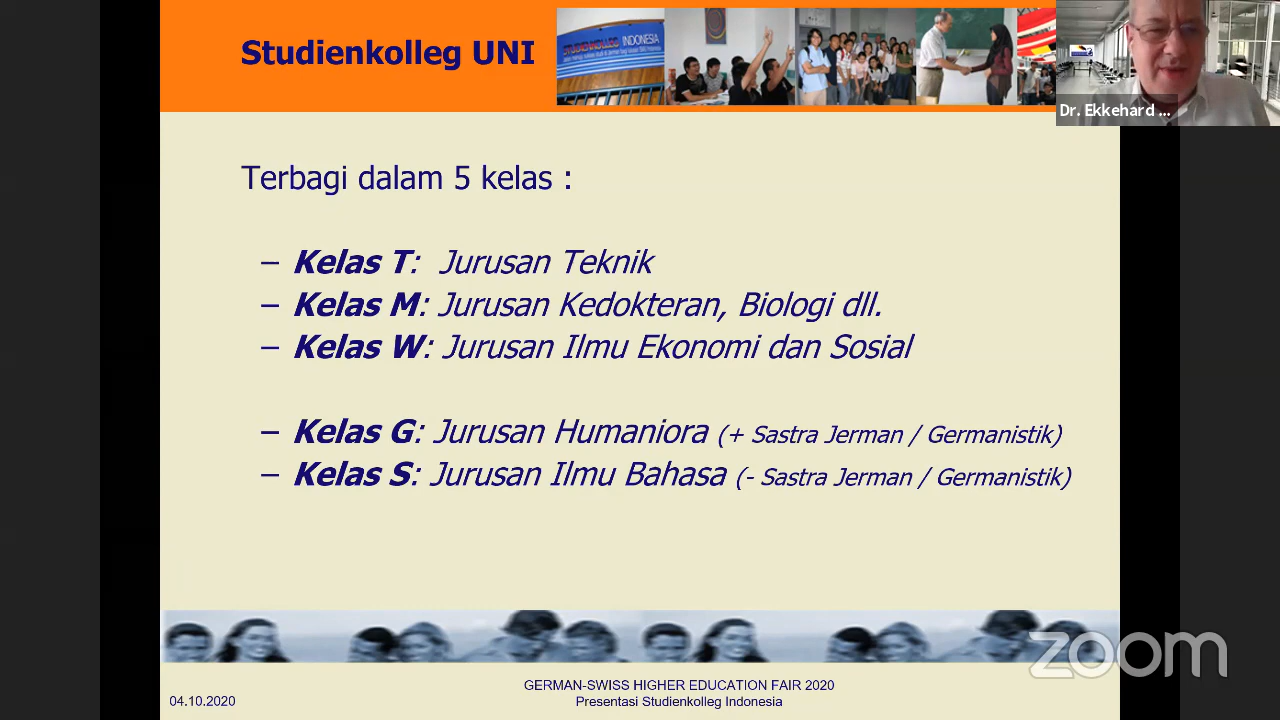 Studienkolleg UNI
STUDIENKOLLEG INDONESIA
Dr. Ekkehard ...
Terbagi dalam 5 kelas :
– Kelas T: Jurusan Teknik
– Kelas M: Jurusan Kedokteran, Biologi dll.
– Kelas W: Jurusan Ilmu Ekonomi dan Sosial
– Kelas G: Jurusan Humaniora (+ Sastra Jerman / Germanistik)
– Kelas S: Jurusan Ilmu Bahasa (- Sastra Jerman / Germanistik)
zoom
GERMAN-SWISS HIGHER EDUCATION FAIR 2020
04.10.2020
Presentasi Studienkolleg Indonesia